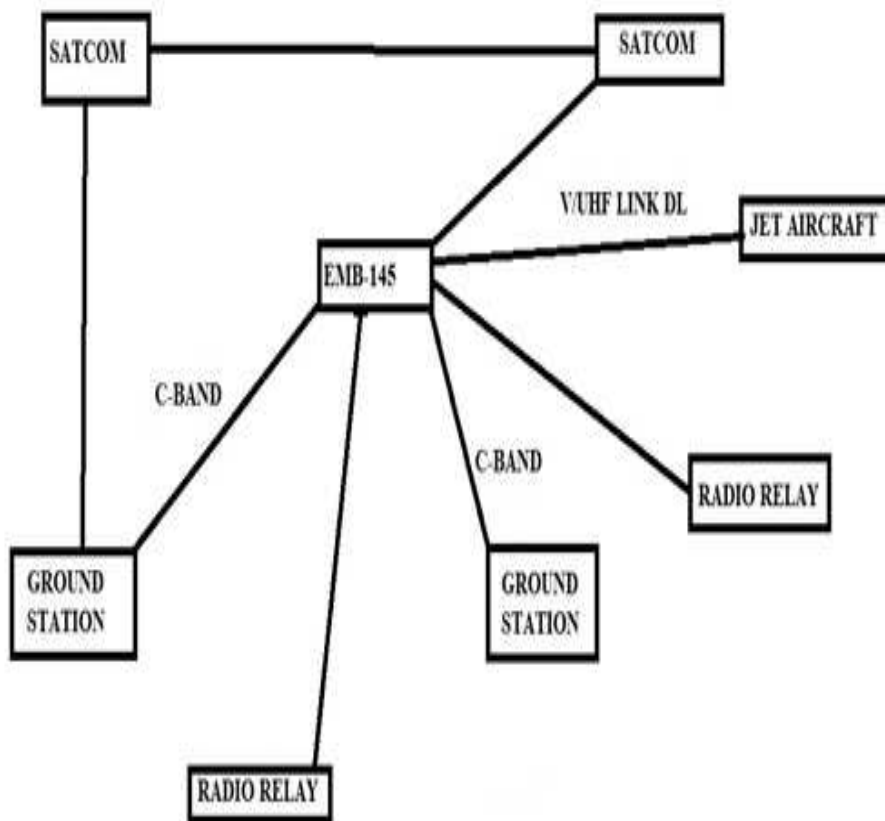 SATCOM
SATCOM
V/UHF LINK DL
JET AIRCRAFT
EMB-145
C-BAND
C-BAND
RADIO RELAY
GROUND
STATION
GROUND
STATION
RADIO RELAY